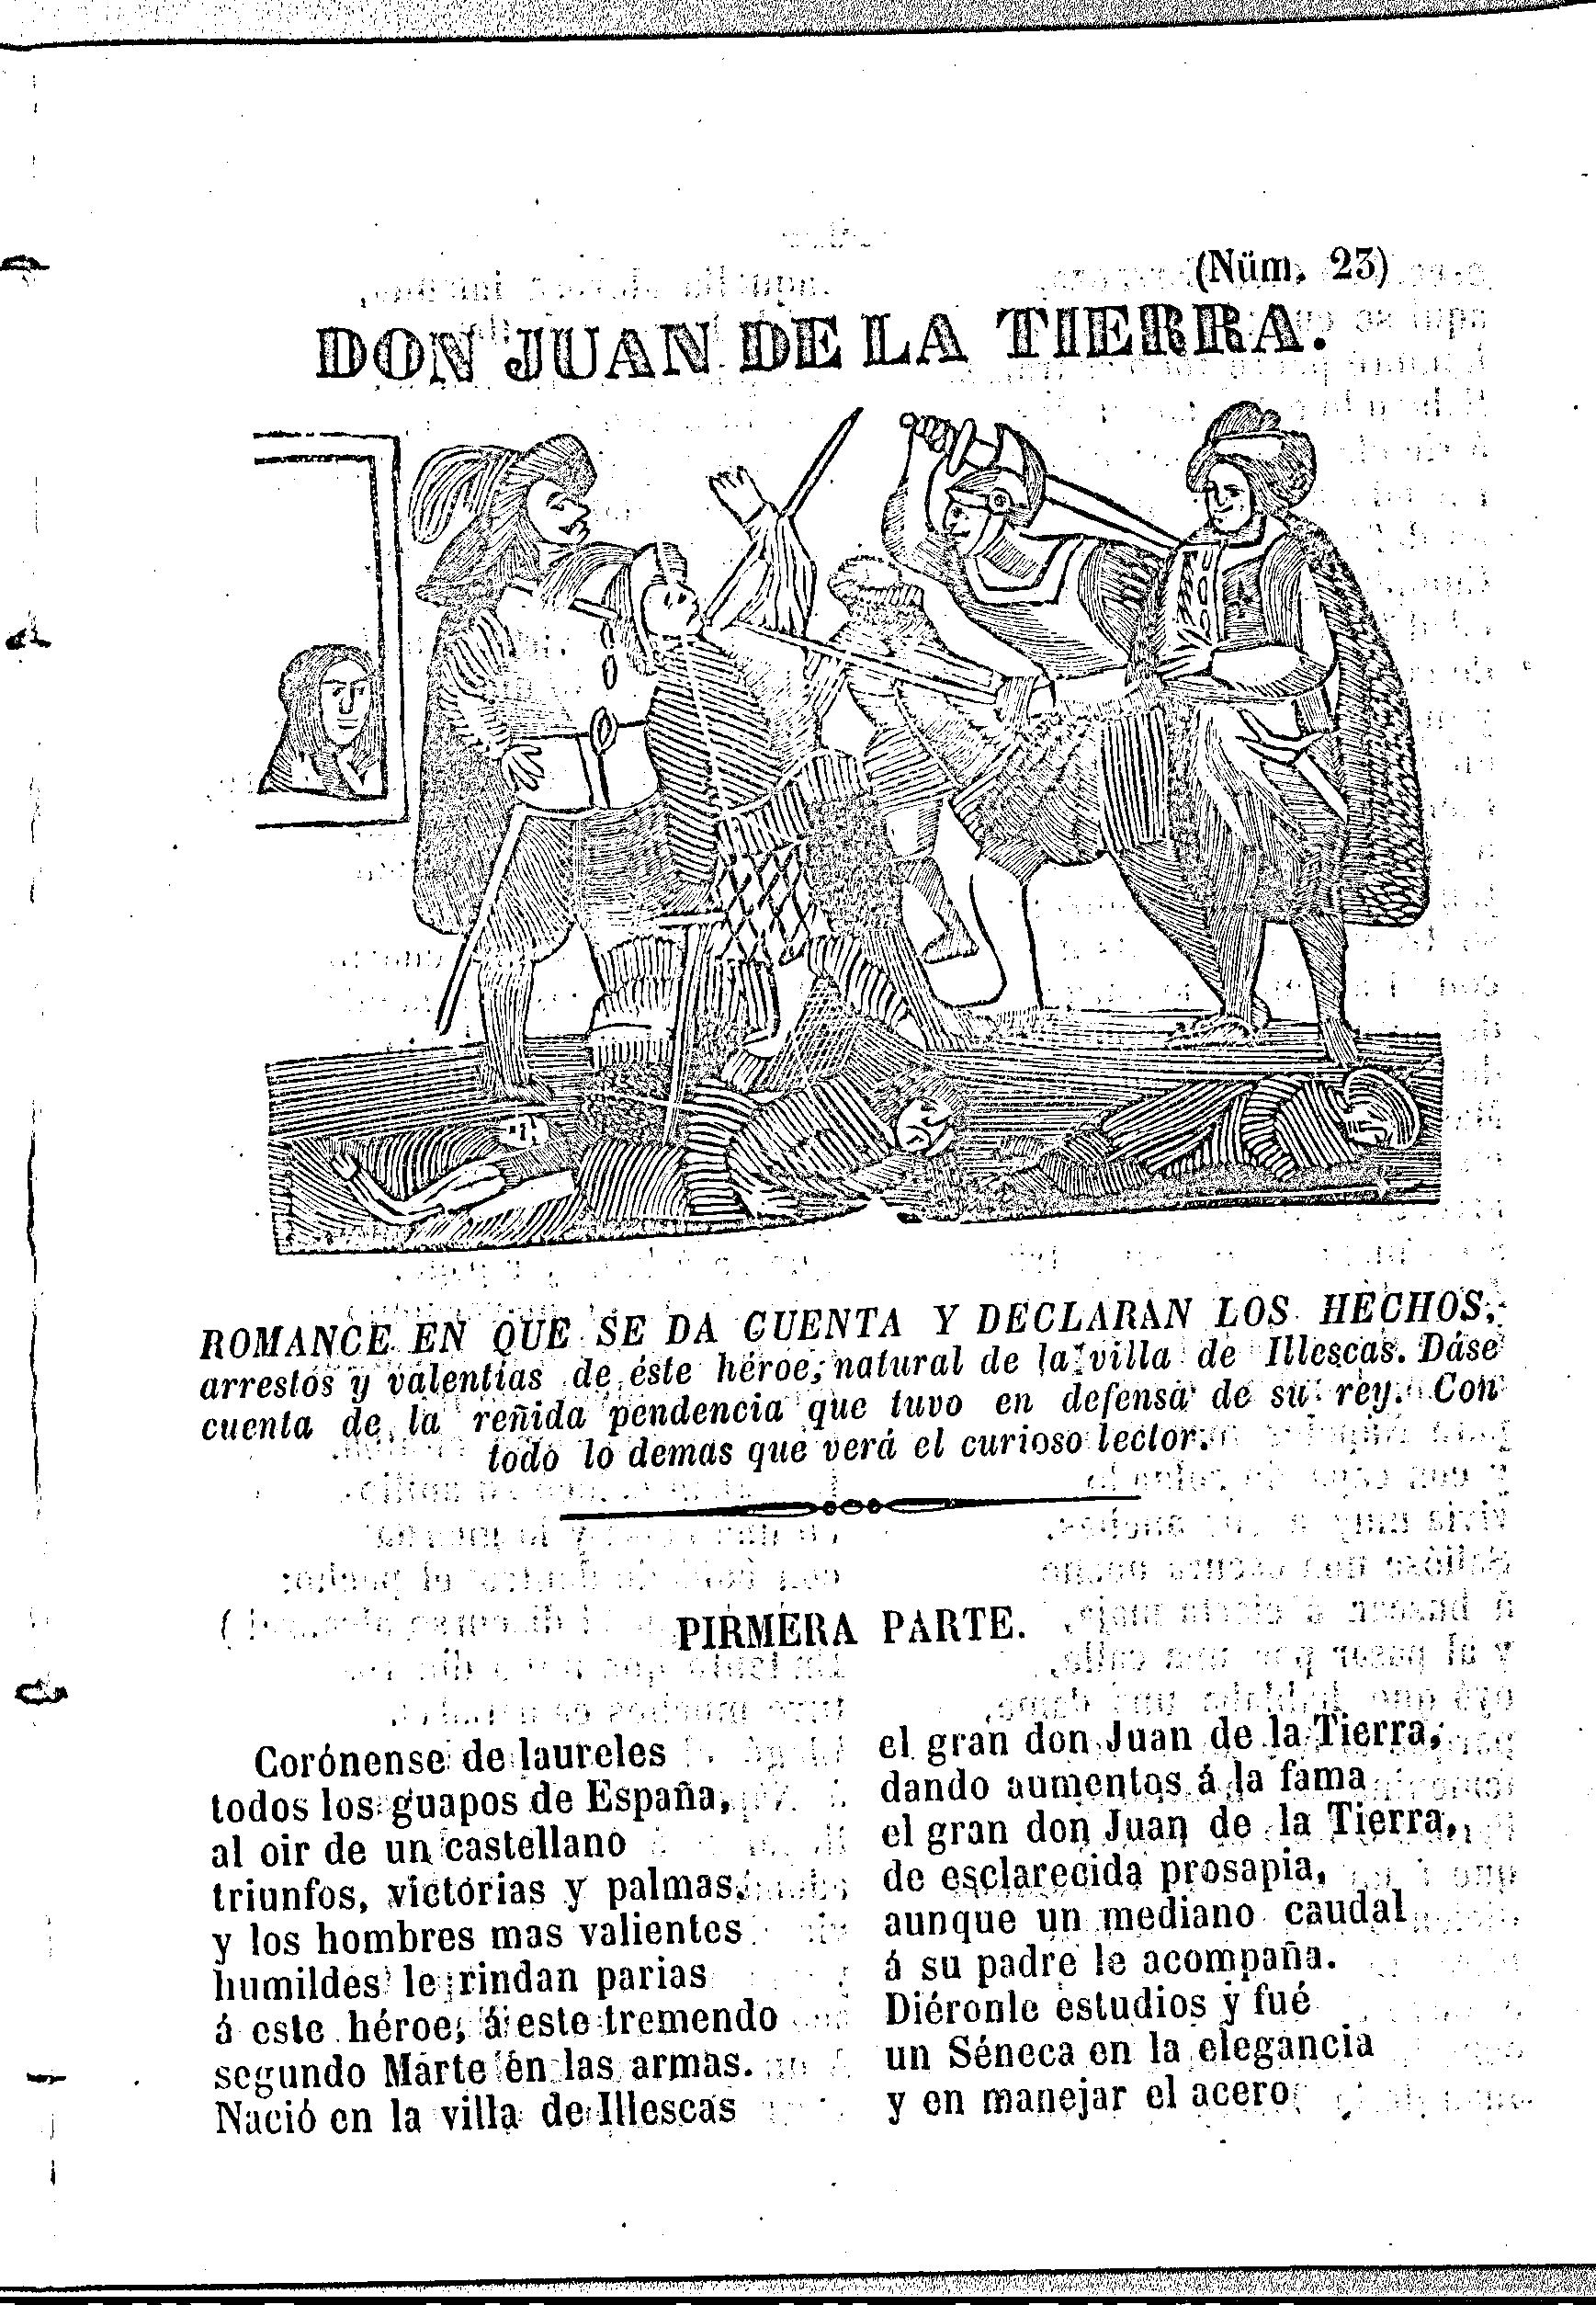 (Núm. 23)
DON JUAN DE LA TIERRA.
ROMANCE EN QUE SE DA CUENTA Y DECLARAN LOS HECHOS,
arrestos y valentías de éste héroe, natural de la villa de Illescas. Dáse
cuenta de la reñida pendencia que tuvo en defensa de su rey. Con
todo lo demas que verá el curioso lector.
PIRMERA PARTE.
Corónense de laureles
todos los guapos de España,
al oir de un castellano
triunfos, victorias y palmas,
y los hombres mas valientes
humildes le rindan parias
á este héroe, á este tremendo
segundo Marte en las armas.
Nació en la villa de Illescas
el gran don Juan de la Tierra,
dando aumentos á la fama
el gran don Juan de la Tierra,
de esclarecida prosapia,
aunque un mediano caudal
á su padre le acompaña.
Diéronle estudios y fué
un Séneca en la elegancia
y en manejar el acero